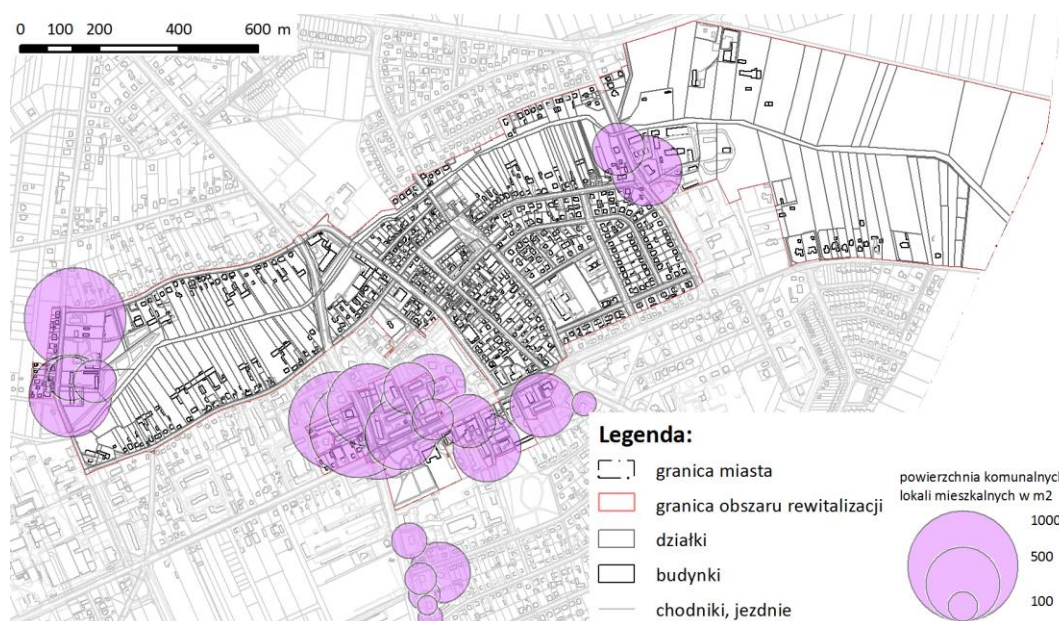 0 100 200 400 600 m
Legenda:
granica miasta
granica obszaru rewitalizacji
działki
budynki
chodniki, jezdnie
powierzchnia komunalnych
lokali mieszkalnych w m2
1000
500
100